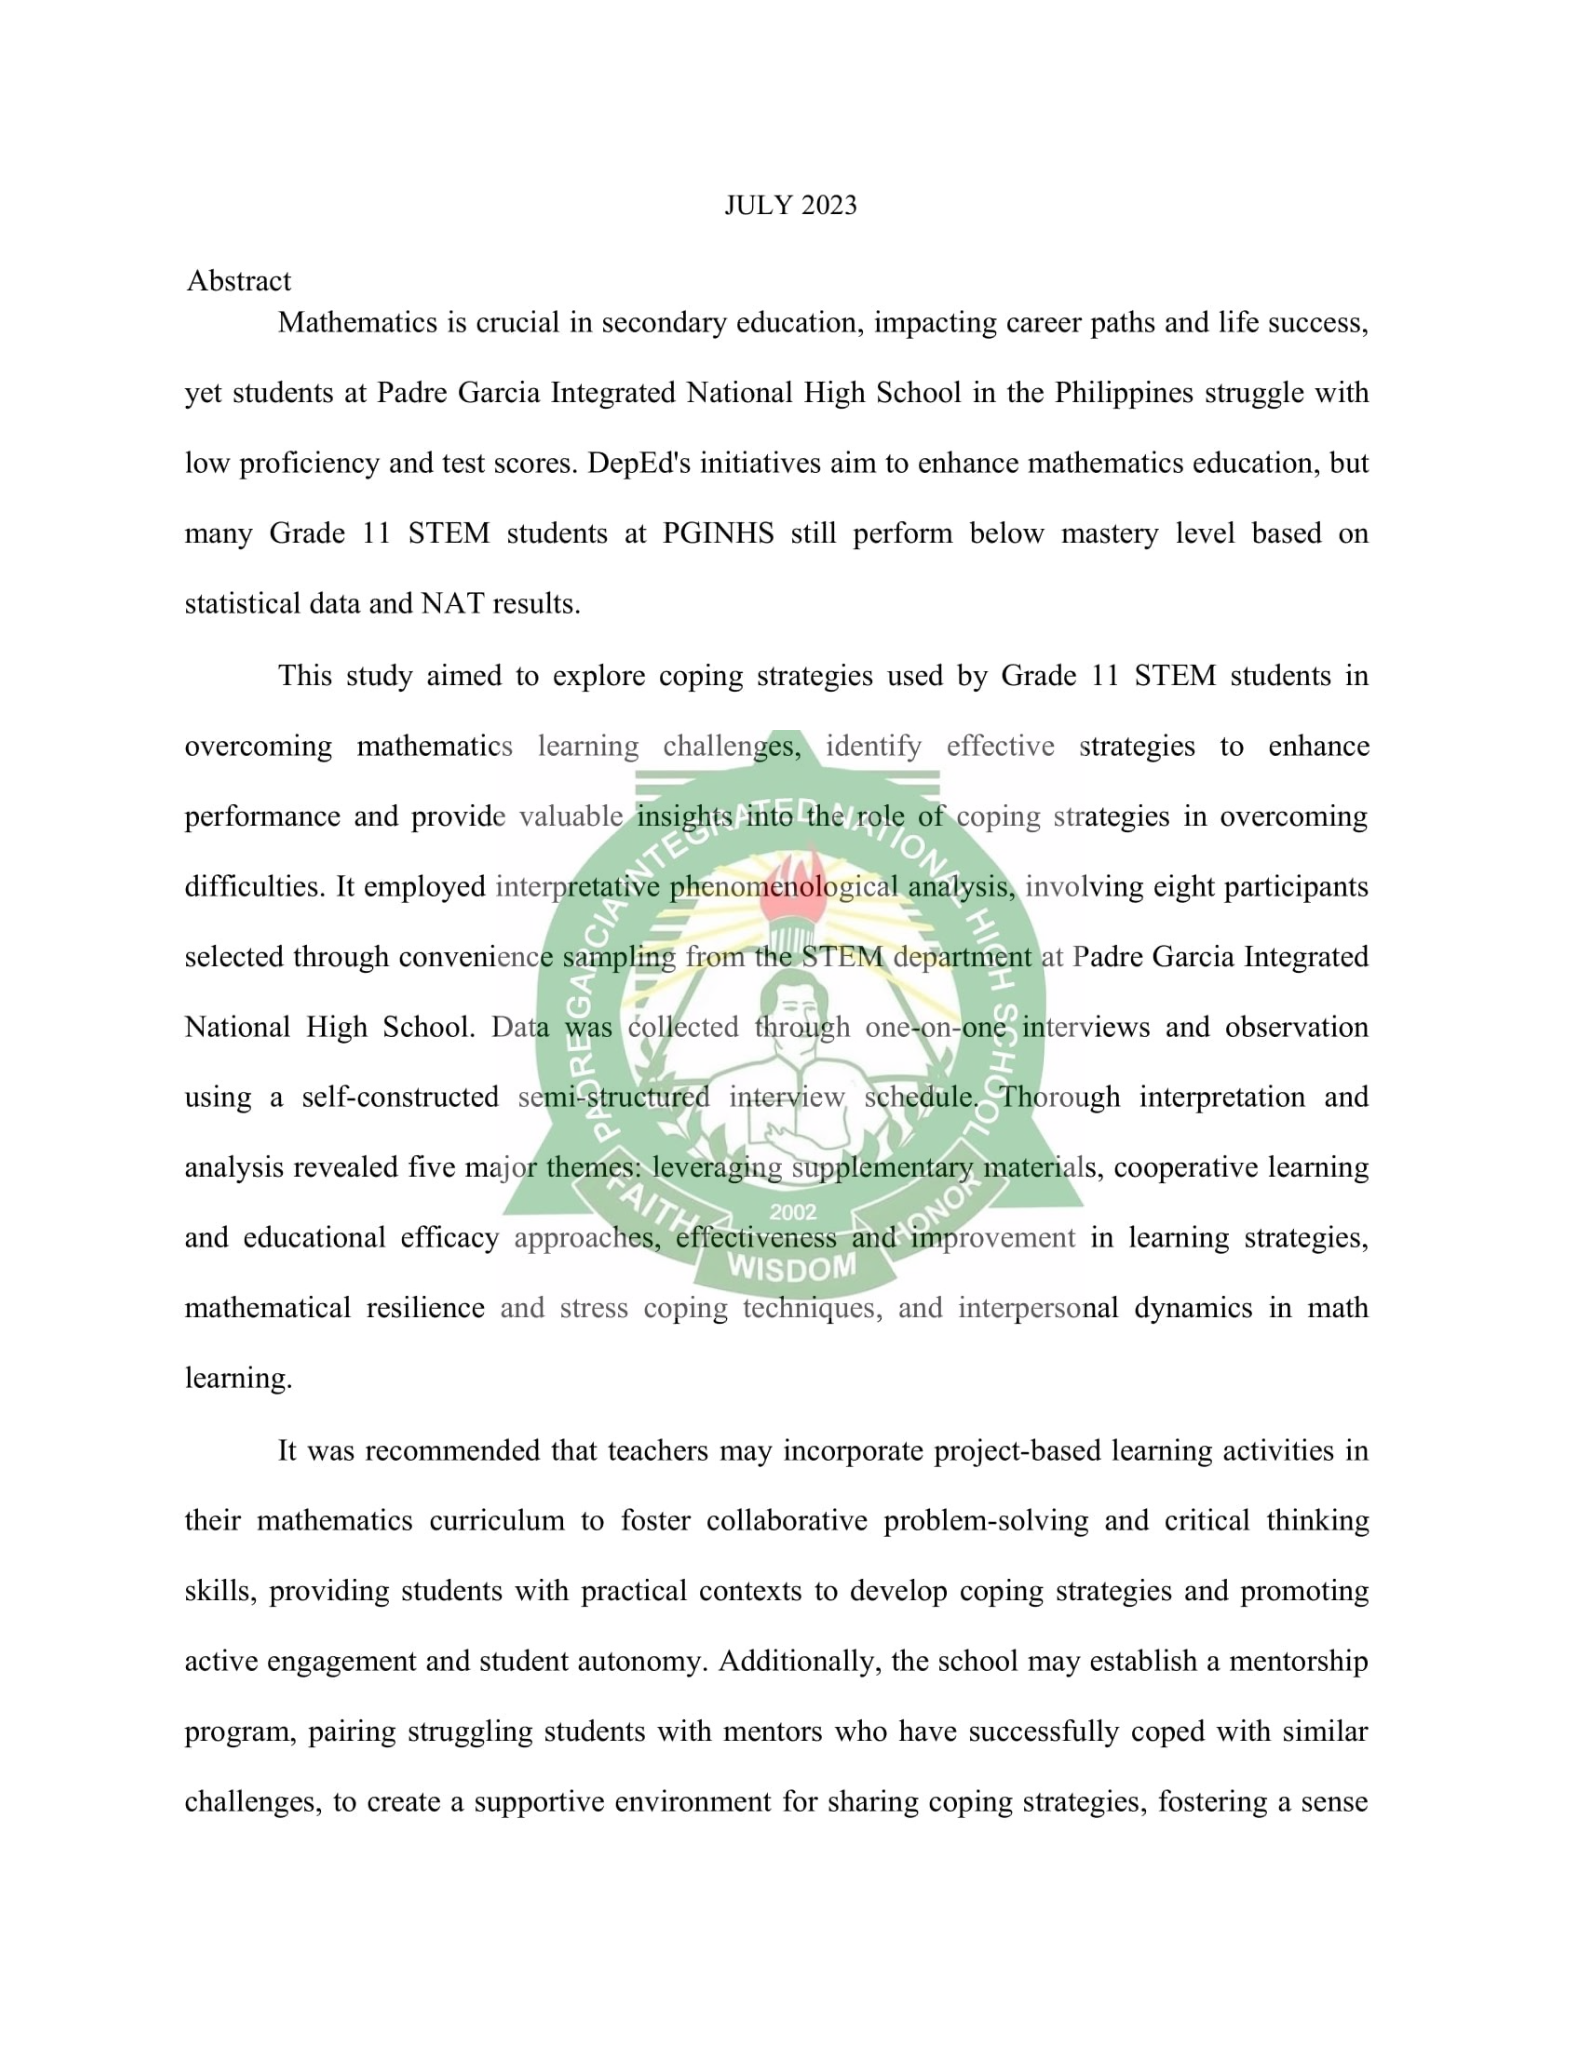 JULY 2023
Abstract
Mathematics is crucial in secondary education, impacting career paths and life success,
yet students at Padre Garcia Integrated National High School in the Philippines struggle with
low proficiency and test scores. DepEd's initiatives aim to enhance mathematics education, but
many Grade 11 STEM students at PGINHS still perform below mastery level based on
statistical data and NAT results.
This study aimed to explore coping strategies used by Grade 11 STEM students in
overcoming mathematics learning challenges, identify effective strategies to enhance
performance and provide valuable insights into the role of coping strategies in overcoming
difficulties. It employed interpretative phenomenological analysis, involving eight participants
selected through convenience sampling from the STEM department at Padre Garcia Integrated
National High School. Data was collected through one-on-one interviews and observation
using a self-constructed semi-structured interview schedule. Thorough interpretation and
analysis revealed five major themes: leveraging supplementary materials, cooperative learning
and educational efficacy approaches, effectiveness and improvement in learning strategies,
mathematical resilience and stress coping techniques, and interpersonal dynamics in math
learning.
It was recommended that teachers may incorporate project-based learning activities in
their mathematics curriculum to foster collaborative problem-solving and critical thinking
skills, providing students with practical contexts to develop coping strategies and promoting
active engagement and student autonomy. Additionally, the school may establish a mentorship
program, pairing struggling students with mentors who have successfully coped with similar
challenges, to create a supportive environment for sharing coping strategies, fostering a sense
PADRE GARCIA INTEGRATED NATIONAL HIGH SCHOOL
2002
FAITH
WISDOM
HONOR